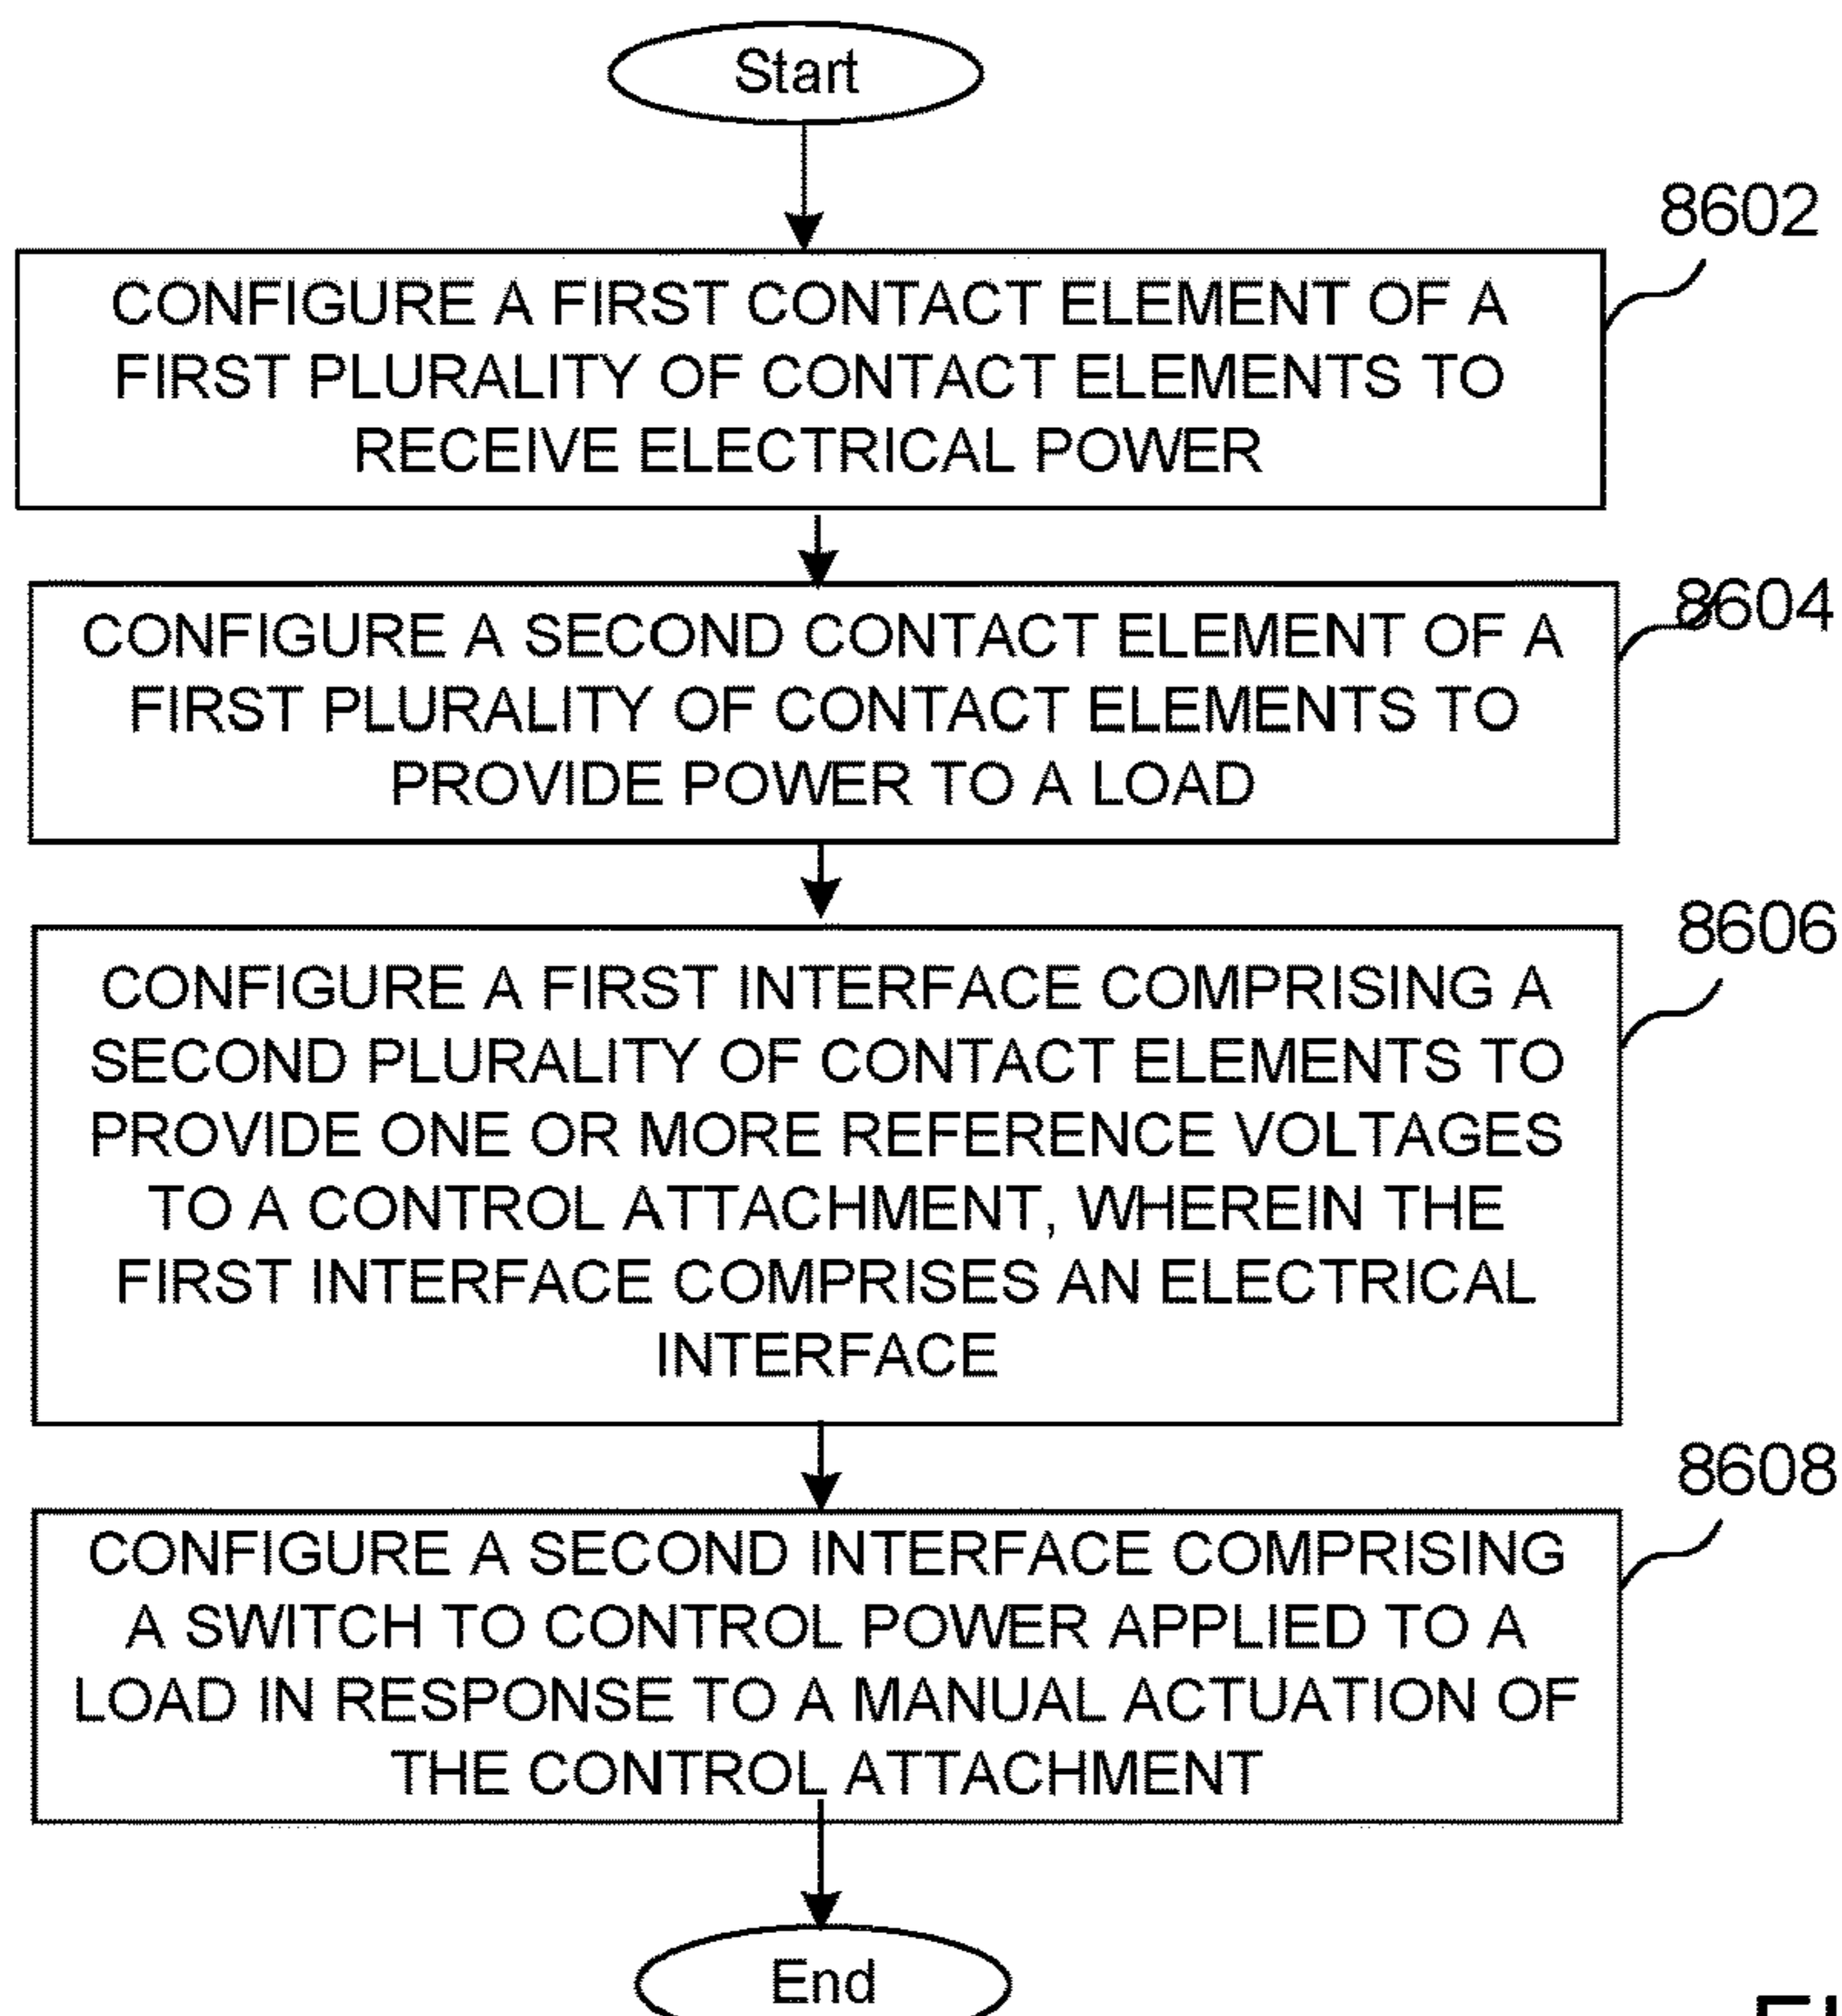 Start
8602
CONFIGURE A FIRST CONTACT ELEMENT OF A
FIRST PLURALITY OF CONTACT ELEMENTS TO
RECEIVE ELECTRICAL POWER
8604
CONFIGURE A SECOND CONTACT ELEMENT OF A
FIRST PLURALITY OF CONTACT ELEMENTS TO
PROVIDE POWER TO A LOAD
8606
CONFIGURE A FIRST INTERFACE COMPRISING A
SECOND PLURALITY OF CONTACT ELEMENTS TO
PROVIDE ONE OR MORE REFERENCE VOLTAGES
TO A CONTROL ATTACHMENT, WHEREIN THE
FIRST INTERFACE COMPRISES AN ELECTRICAL
INTERFACE
8608
CONFIGURE A SECOND INTERFACE COMPRISING
A SWITCH TO CONTROL POWER APPLIED TO A
LOAD IN RESPONSE TO A MANUAL ACTUATION OF
THE CONTROL ATTACHMENT
End